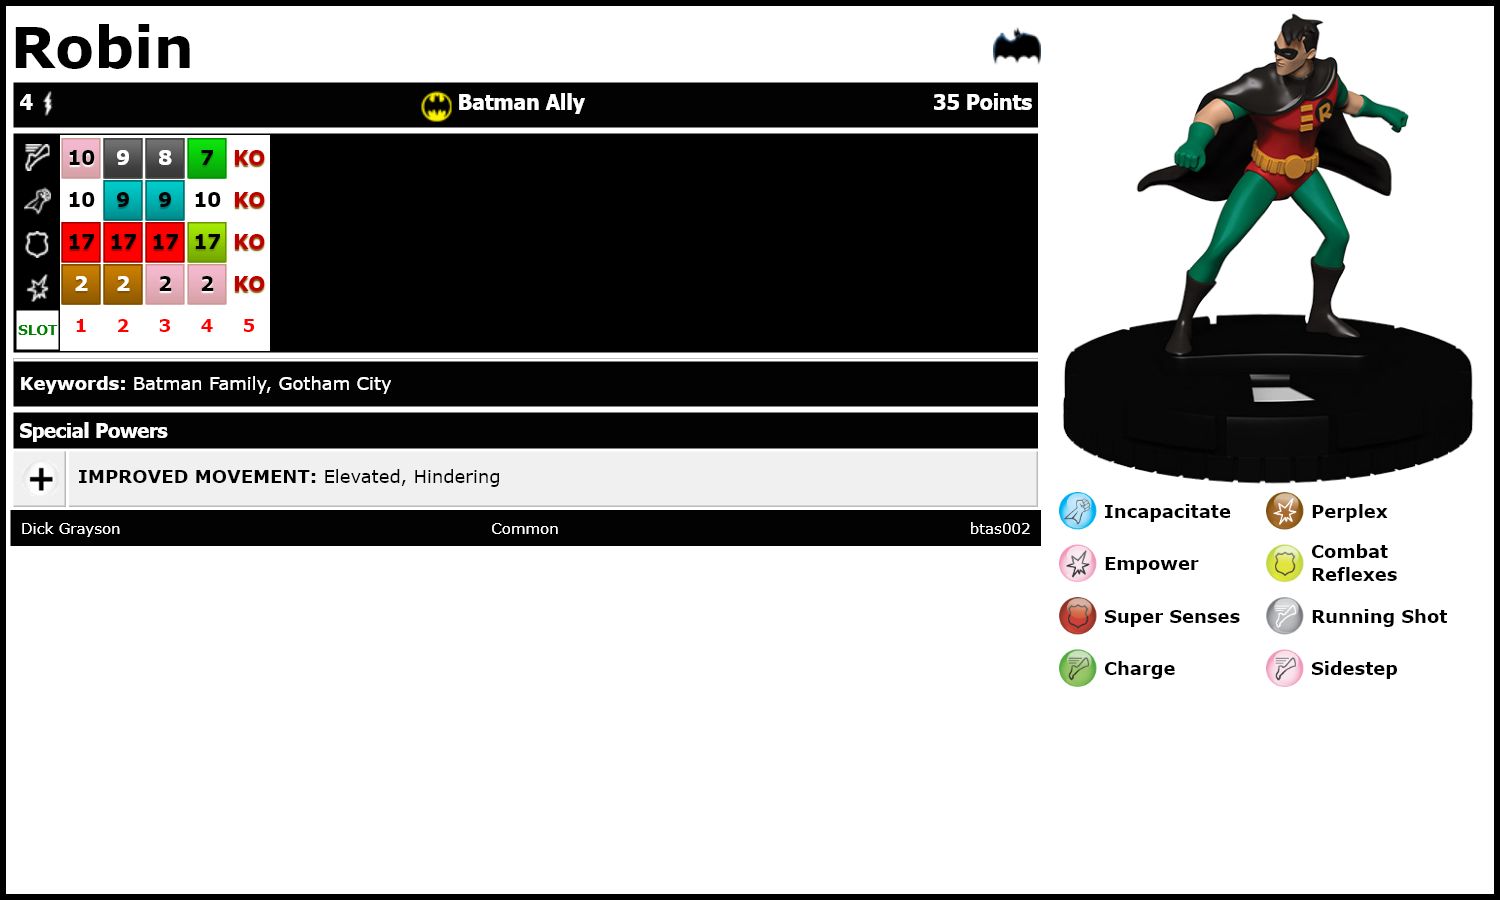 Robin
4 Batman Ally 35 Points
10 9 8 7 KO
10 9 9 10 KO
17 17 17 17 KO
2 2 2 2 KO
SLOT 1 2 3 4 5
Keywords: Batman Family, Gotham City
Special Powers
IMPROVED MOVEMENT: Elevated, Hindering
Dick Grayson Common btas002
R
Incapacitate Perplex
Empower Combat
Reflexes
Super Senses Running Shot
Charge Sidestep